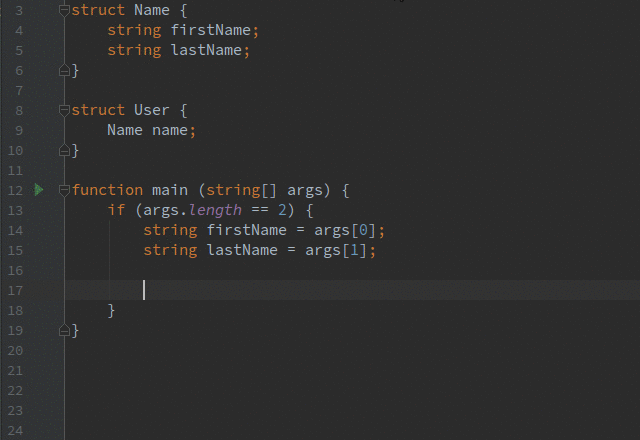 3 struct Name {
4 string firstName;
5 string lastName;
6 }
7
8 struct User {
9 Name name;
10 }
11
12 function main (string[] args) {
13 if (args.length == 2) {
14 string firstName = args[0];
15 string lastName = args[1];
16
17
18 }
19 }
20
21
22
23
24